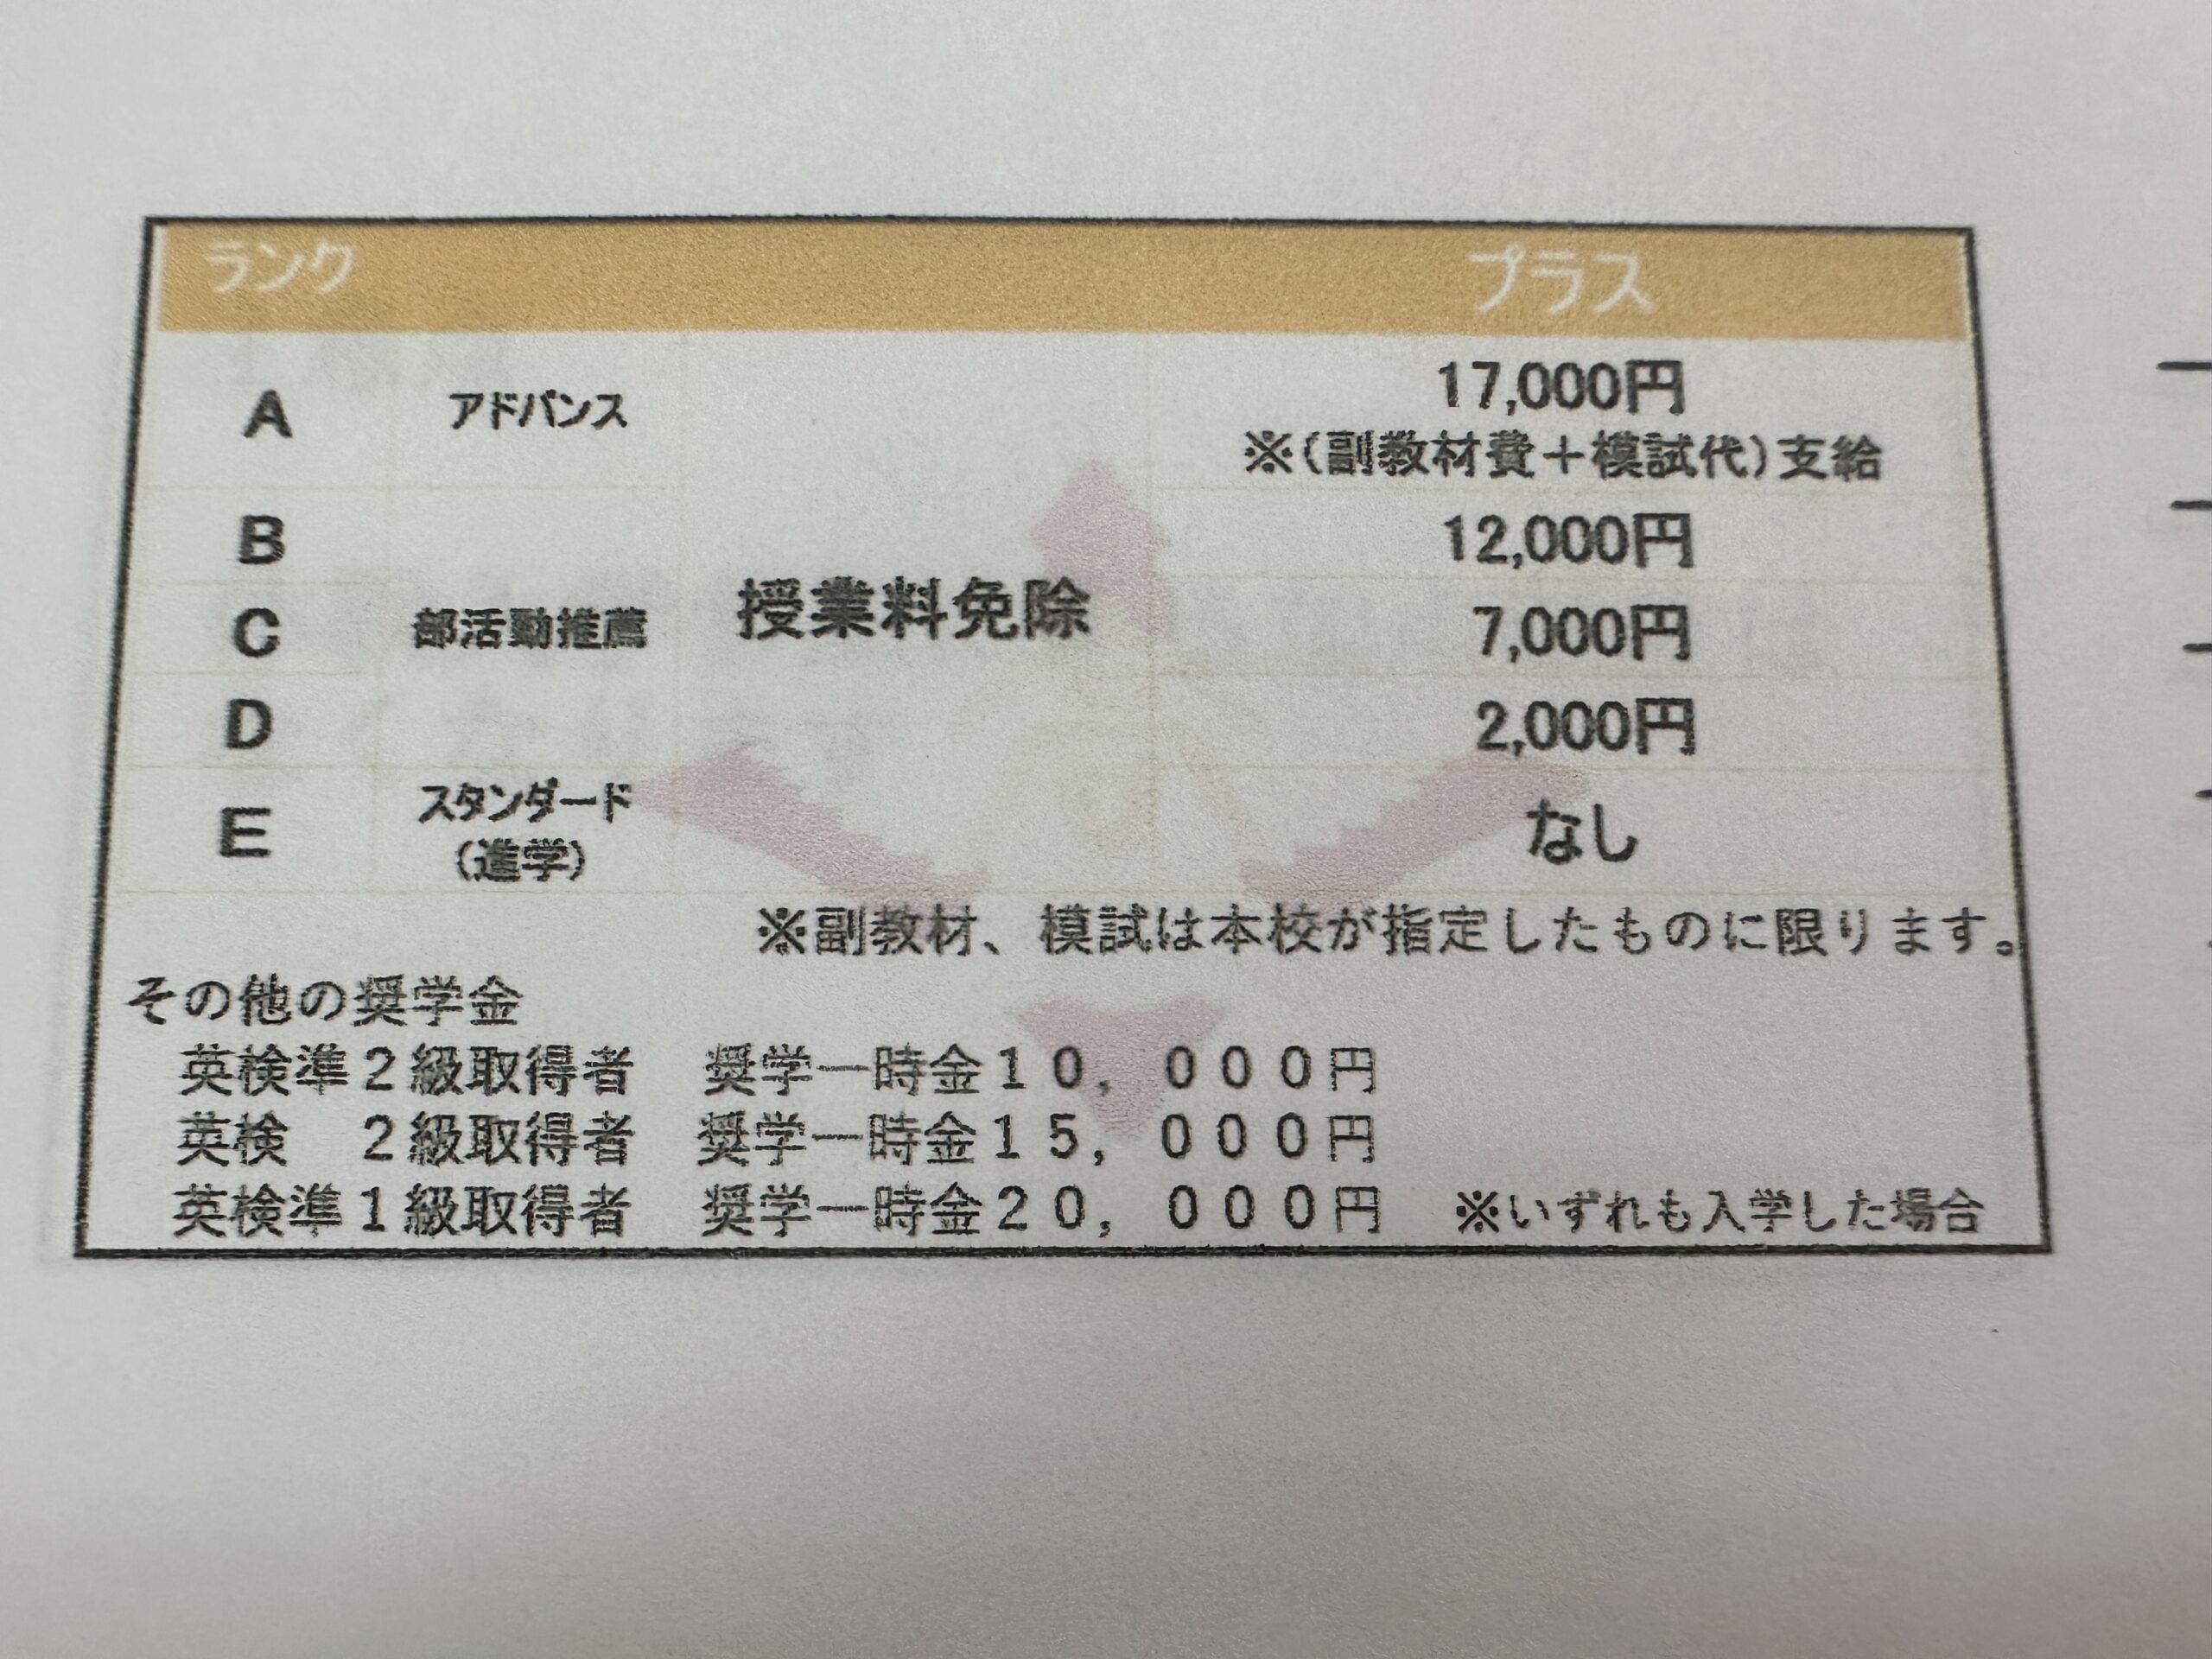 ランク プラス
A アドバンス 17,000円
※(副教材費＋模試代)支給
B 12,000円
C 部活動推薦 授業料免除 7,000円
D 2,000円
E スタンダード なし
(進学)
※副教材、模試は本校が指定したものに限ります。
その他の奨学金
英検準２級取得者 奨学一時金１０，０００円
英検 ２級取得者 奨学一時金１５，０００円
英検準１級取得者 奨学一時金２０，０００円 ※いずれも入学した場合